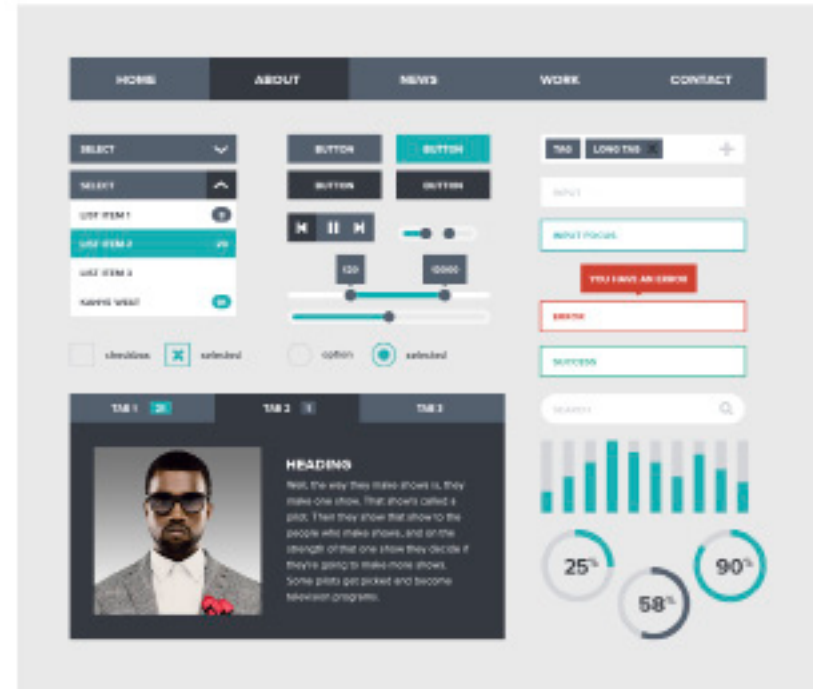 HOME ABOUT NEWS WORK CONTACT
SELECT
SELECT
LIST ITEM 1
LIST ITEM 2
LIST ITEM 3
KANYE WEST
BUTTON BUTTON
BUTTON BUTTON
120 10000
checkbox selected option selected
TAG LONG TAG
INPUT
INPUT FOCUS
YOU HAVE AN ERROR
ERROR
SUCCESS
SEARCH
TAB 1 21 TAB 2 1 TAB 3
HEADING
Well, the way they make shows is, they
make one show. That show's called a
pilot. Then they show that show to the
people who make shows, and on the
strength of that one show they decide if
they're going to make more shows.
Some pilots get picked and become
television programs.
25%
58%
90%